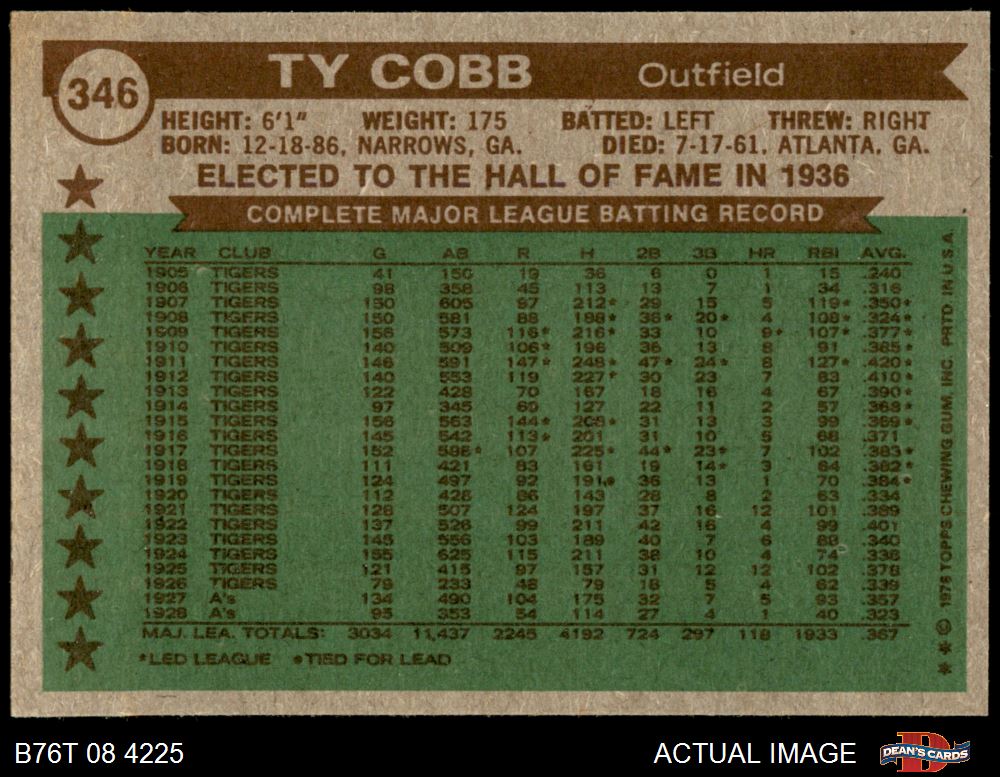 346 TY COBB Outfield
HEIGHT: 6'1" WEIGHT: 175 BATTED: LEFT THREW: RIGHT
BORN: 12-18-86, NARROWS, GA. DIED: 7-17-61, ATLANTA, GA.
ELECTED TO THE HALL OF FAME IN 1936
COMPLETE MAJOR LEAGUE BATTING RECORD
YEAR CLUB G AB R H 2B 3B HR RBI AVG.
1905 TIGERS 41 150 19 36 6 0 1 15 .240
1906 TIGERS 98 358 45 113 13 7 1 34 .316
1907 TIGERS 150 605 97 212* 29 15 5 119* .350*
1908 TIGERS 150 581 88 188* 36* 20* 4 108* .324*
1909 TIGERS 156 573 116* 216* 33 10 9* 107* .377*
1910 TIGERS 140 509 106* 196 36 13 8 91 .385*
1911 TIGERS 146 591 147* 248* 47* 24* 8 127* .420*
1912 TIGERS 140 553 119 227* 30 23 7 83 .410*
1913 TIGERS 122 428 70 167 18 16 4 67 .390*
1914 TIGERS 97 345 69 127 22 11 2 57 .368*
1915 TIGERS 156 563 144* 208* 31 13 3 99 .369*
1916 TIGERS 145 542 113* 201 31 10 5 68 .371
1917 TIGERS 152 588* 107 225* 44* 23* 7 102 .383*
1918 TIGERS 111 421 83 161 19 14* 3 64 .382*
1919 TIGERS 124 497 92 191⁕ 36 13 1 70 .384*
1920 TIGERS 112 428 86 143 28 8 2 63 .334
1921 TIGERS 128 507 124 197 37 16 12 101 .389
1922 TIGERS 137 526 99 211 42 16 4 99 .401
1923 TIGERS 145 556 103 189 40 7 6 88 .340
1924 TIGERS 155 625 115 211 38 10 4 74 .338
1925 TIGERS 121 415 97 157 31 12 12 102 .378
1926 TIGERS 79 233 48 79 18 5 4 62 .339
1927 A's 134 490 104 175 32 7 5 93 .357
1928 A's 95 353 54 114 27 4 1 40 .323
MAJ. LEA. TOTALS: 3034 11,437 2245 4192 724 297 118 1933 .367
*LED LEAGUE ⁕TIED FOR LEAD
** © 1976 TOPPS CHEWING GUM, INC. PRTD. IN U.S.A.
B76T 08 4225 ACTUAL IMAGE D DEAN'S CARDS